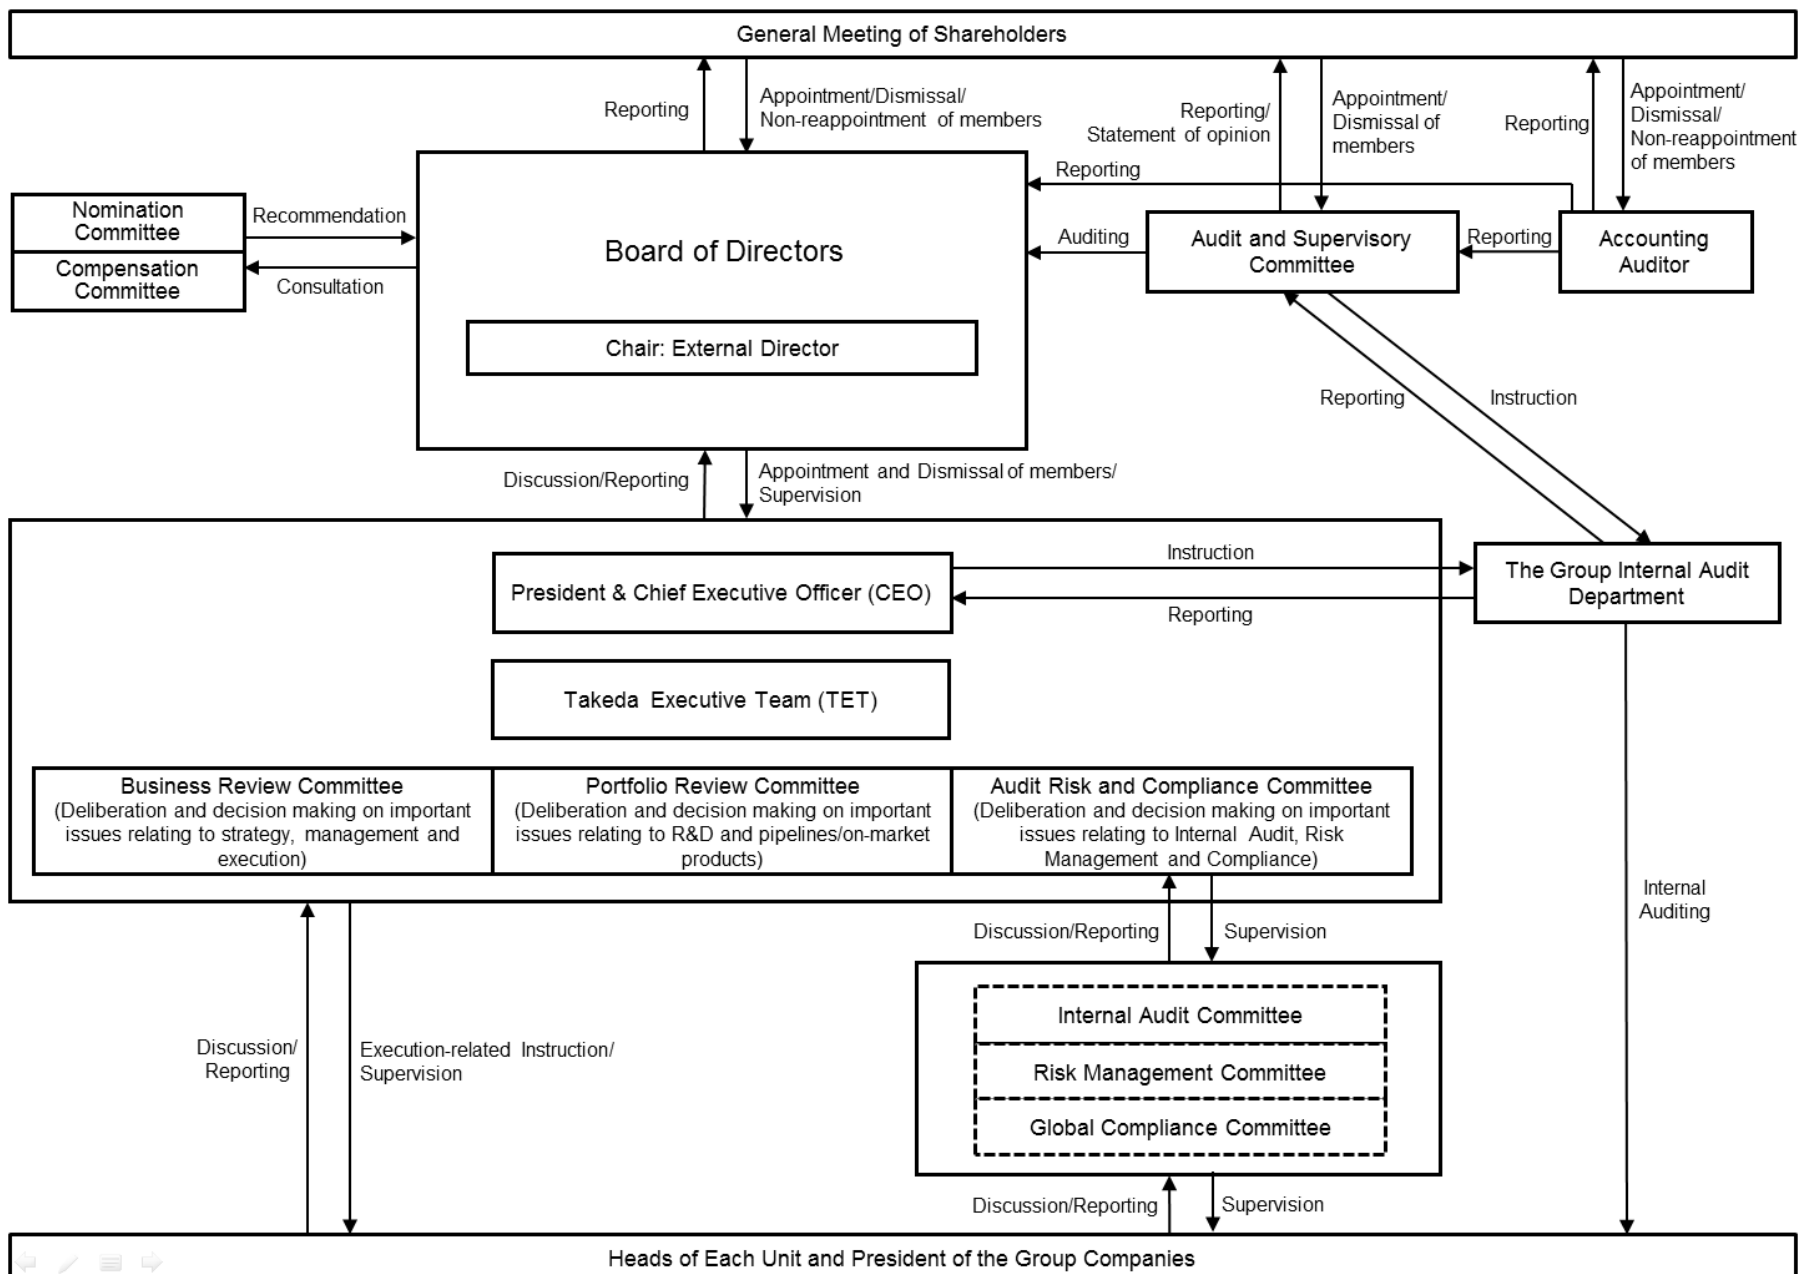 General Meeting of Shareholders
Reporting
Appointment/Dismissal/
Non-reappointment of members
Reporting/
Statement of opinion
Appointment/
Dismissal of
members
Reporting
Appointment/
Dismissal/
Non-reappointment
of members
Reporting
Nomination
Committee
Compensation
Committee
Recommendation
Consultation
Board of Directors
Chair: External Director
Auditing
Audit and Supervisory
Committee
Reporting
Accounting
Auditor
Reporting
Instruction
Discussion/Reporting
Appointment and Dismissal of members/
Supervision
President & Chief Executive Officer (CEO)
Instruction
Reporting
The Group Internal Audit
Department
Takeda Executive Team (TET)
Business Review Committee
(Deliberation and decision making on important
issues relating to strategy, management and
execution)
Portfolio Review Committee
(Deliberation and decision making on important
issues relating to R&D and pipelines/on-market
products)
Audit Risk and Compliance Committee
(Deliberation and decision making on important
issues relating to Internal Audit, Risk
Management and Compliance)
Internal
Auditing
Discussion/Reporting
Supervision
Internal Audit Committee
Risk Management Committee
Global Compliance Committee
Discussion/
Reporting
Execution-related Instruction/
Supervision
Discussion/Reporting
Supervision
Heads of Each Unit and President of the Group Companies